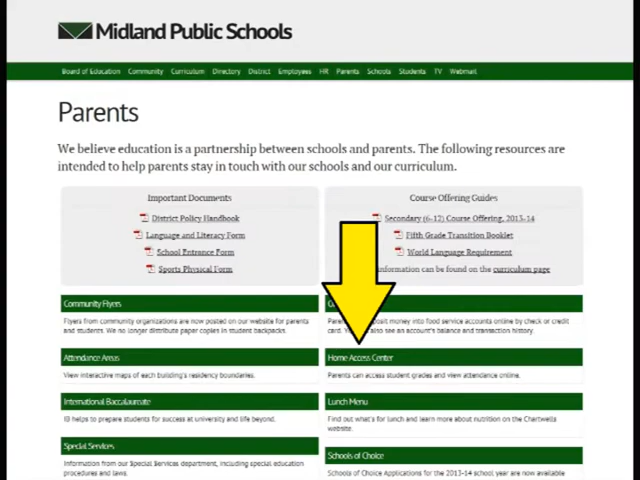 Midland Public Schools
Board of Education Community Curriculum Directory District Employees HR Parents Schools Students TV Webmail
Parents
We believe education is a partnership between schools and parents. The following resources are
intended to help parents stay in touch with our schools and our curriculum.
Important Documents
District Policy Handbook
Language and Literacy Form
School Entrance Form
Sports Physical Form
Course Offering Guides
Secondary (6-12) Course Offering, 2013-14
Fifth Grade Transition Booklet
World Language Requirement
information can be found on the curriculum page
Community Flyers
Flyers from community organizations are now posted on our website for parents
and students. We no longer distribute paper copies in student backpacks.
Parents deposit money into food service accounts online by check or credit
card. also see an account's balance and transaction history.
Attendance Areas
View interactive maps of each building's residency boundaries.
Home Access Center
Parents can access student grades and view attendance online.
International Baccalaureate
IB helps to prepare students for success at university and life beyond.
Lunch Menu
Find out what's for lunch and learn more about nutrition on the Chartwells
website.
Special Services
Information from our Special Services department, including special education
procedures and laws.
Schools of Choice
Schools of Choice Applications for the 2013-14 school year are now available